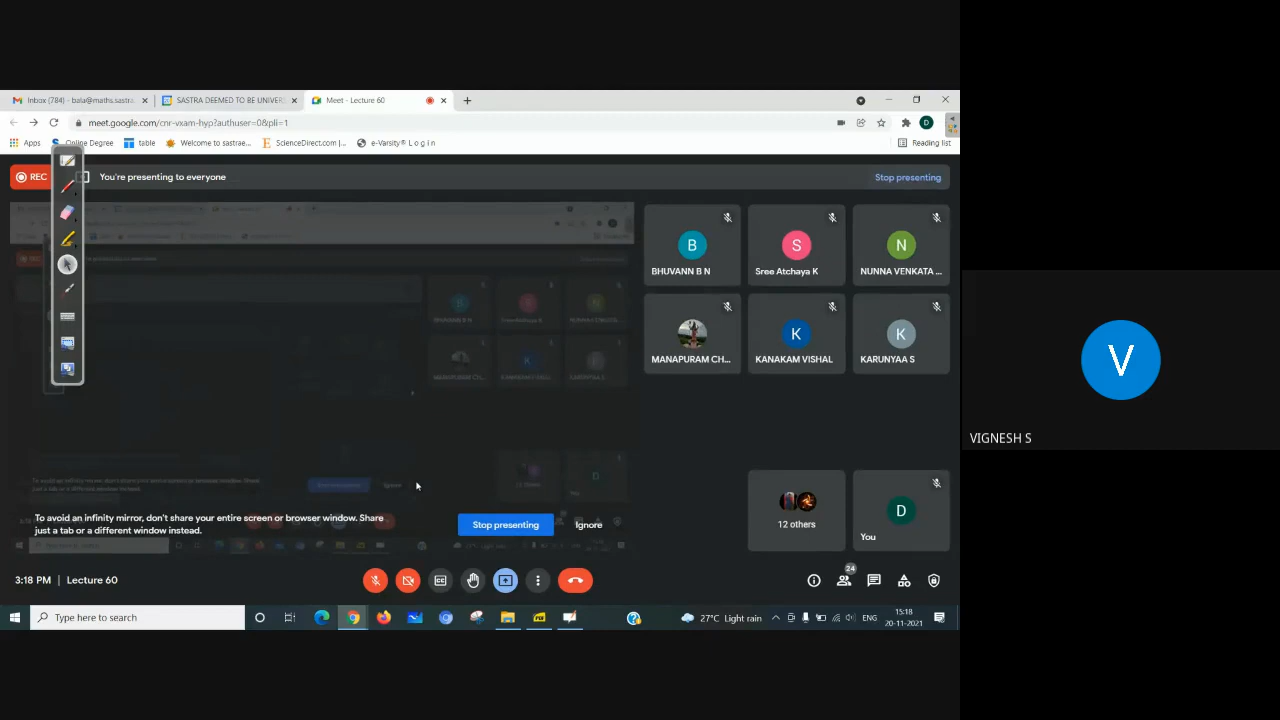 Inbox (784) - bala@maths.sastra.
SASTRA DEEMED TO BE UNIVERS
Meet - Lecture 60
meet.google.com/cnr-vxam-hyp?authuser=0&pli=1
Apps
Online Degree
table
Welcome to sastrae...
ScienceDirect.com |...
e-Varsity® L o g i n
Reading list
REC
You're presenting to everyone
Stop presenting
B
BHUVANN B N
S
Sree Atchaya K
N
NUNNA VENKATA ...
MANAPURAM CH...
K
KANAKAM VISHAL
K
KARUNYAA S
V
VIGNESH S
12 others
D
You
To avoid an infinity mirror, don't share your entire screen or browser window. Share
just a tab or a different window instead.
Stop presenting
Ignore
3:18 PM | Lecture 60
24
Type here to search
27°C Light rain
ENG
15:18
20-11-2021